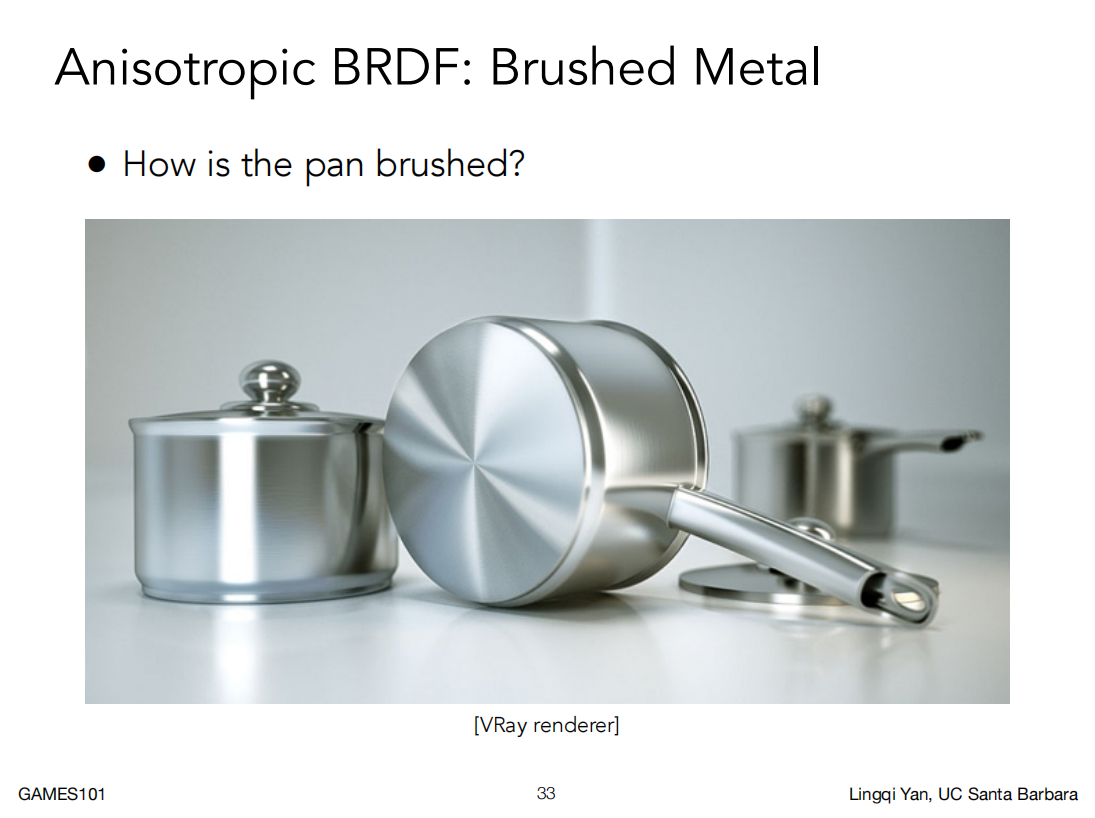 Anisotropic BRDF: Brushed Metal
● How is the pan brushed?
[VRay renderer]
GAMES101
33
Lingqi Yan, UC Santa Barbara